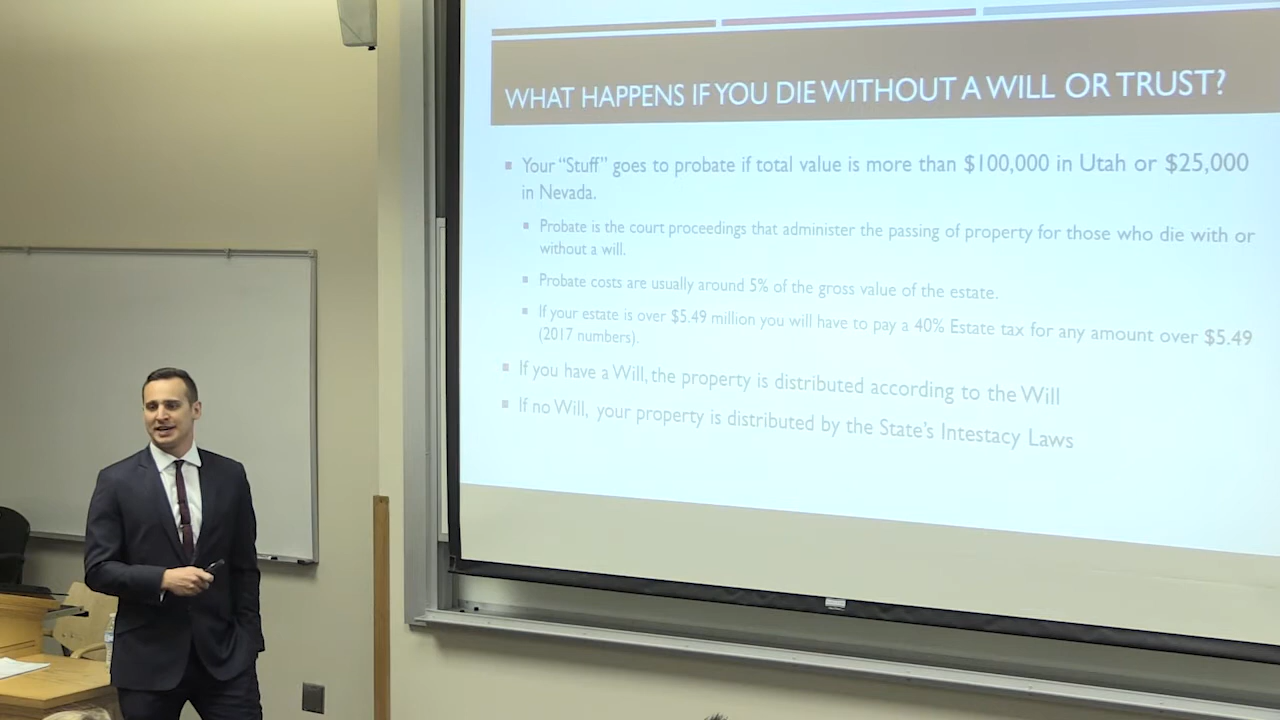 WHAT HAPPENS IF YOU DIE WITHOUT A WILL OR TRUST?
Your “Stuff” goes to probate if total value is more than $100,000 in Utah or $25,000
in Nevada.
Probate is the court proceedings that administer the passing of property for those who die with or
without a will.
Probate costs are usually around 5% of the gross value of the estate.
If your estate is over $5.49 million you will have to pay a 40% Estate tax for any amount over $5.49
(2017 numbers).
If you have a Will, the property is distributed according to the Will
If no Will, your property is distributed by the State’s Intestacy Laws